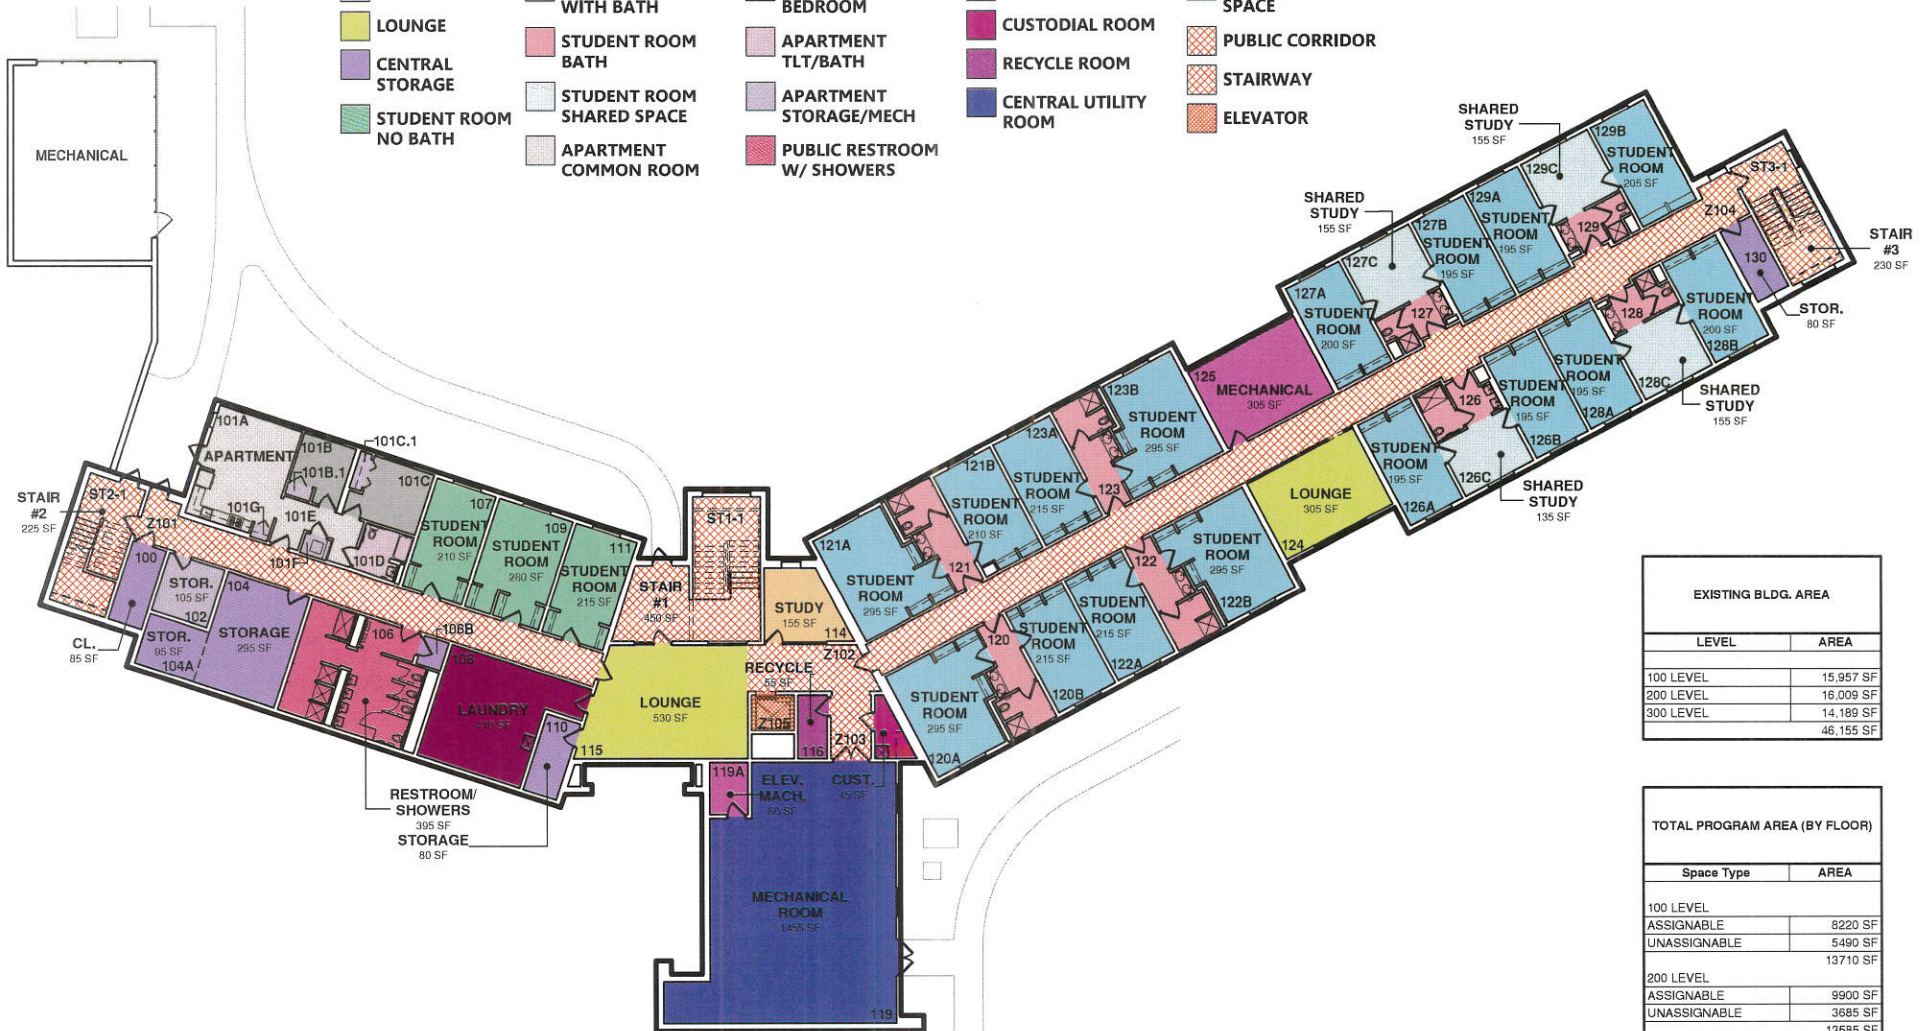 WITH BATH
BEDROOM
SPACE
LOUNGE
CENTRAL
STORAGE
STUDENT ROOM
NO BATH
STUDENT ROOM
BATH
STUDENT ROOM
SHARED SPACE
APARTMENT
COMMON ROOM
APARTMENT
TLT/BATH
APARTMENT
STORAGE/MECH
PUBLIC RESTROOM
W/ SHOWERS
CUSTODIAL ROOM
RECYCLE ROOM
CENTRAL UTILITY
ROOM
PUBLIC CORRIDOR
STAIRWAY
ELEVATOR
MECHANICAL
STAIR
#2
225 SF
ST2-1
Z101
100
CL.
85 SF
101A
APARTMENT
101B
101B.1
101C.1
101C
101G
101E
101F
101D
STOR.
105 SF
102
104
STOR.
95 SF
104A
STORAGE
295 SF
106
106B
RESTROOM/
SHOWERS
395 SF
107
STUDENT
ROOM
210 SF
109
STUDENT
ROOM
260 SF
111
STUDENT
ROOM
215 SF
108
LAUNDRY
410 SF
110
STORAGE
80 SF
ST1-1
STAIR
#1
450 SF
STUDY
155 SF
114
Z102
LOUNGE
530 SF
115
RECYCLE
55 SF
Z105
116
Z103
CUST.
45 SF
119A
ELEV.
MACH.
60 SF
MECHANICAL
ROOM
1455 SF
119
121A
STUDENT
ROOM
295 SF
121
121B
STUDENT
ROOM
210 SF
123A
STUDENT
ROOM
215 SF
123
123B
STUDENT
ROOM
295 SF
125
MECHANICAL
305 SF
120A
STUDENT
ROOM
295 SF
120
STUDENT
ROOM
215 SF
120B
STUDENT
ROOM
215 SF
122A
122
STUDENT
ROOM
295 SF
122B
LOUNGE
305 SF
124
127A
STUDENT
ROOM
200 SF
127C
SHARED
STUDY
155 SF
127
127B
STUDENT
ROOM
195 SF
129A
STUDENT
ROOM
195 SF
129C
SHARED
STUDY
155 SF
129
129B
STUDENT
ROOM
205 SF
STUDENT
ROOM
195 SF
126A
126
126C
SHARED
STUDY
135 SF
STUDENT
ROOM
195 SF
126B
STUDENT
ROOM
195 SF
128A
128
128C
SHARED
STUDY
155 SF
STUDENT
ROOM
200 SF
128B
Z104
ST3-1
STAIR
#3
230 SF
130
STOR.
80 SF
EXISTING BLDG. AREA
LEVEL AREA
100 LEVEL 15,957 SF
200 LEVEL 16,009 SF
300 LEVEL 14,189 SF
46,155 SF
TOTAL PROGRAM AREA (BY FLOOR)
Space Type AREA
100 LEVEL
ASSIGNABLE 8220 SF
UNASSIGNABLE 5490 SF
13710 SF
200 LEVEL
ASSIGNABLE 9900 SF
UNASSIGNABLE 3685 SF
13585 SF